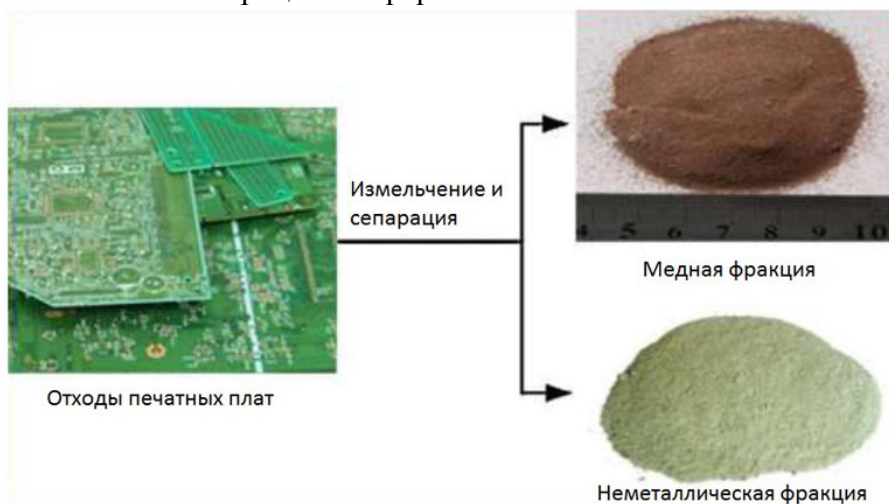 Измельчение и
сепарация
4 5 6 7 8 9 10
Медная фракция
Отходы печатных плат
Неметаллическая фракция